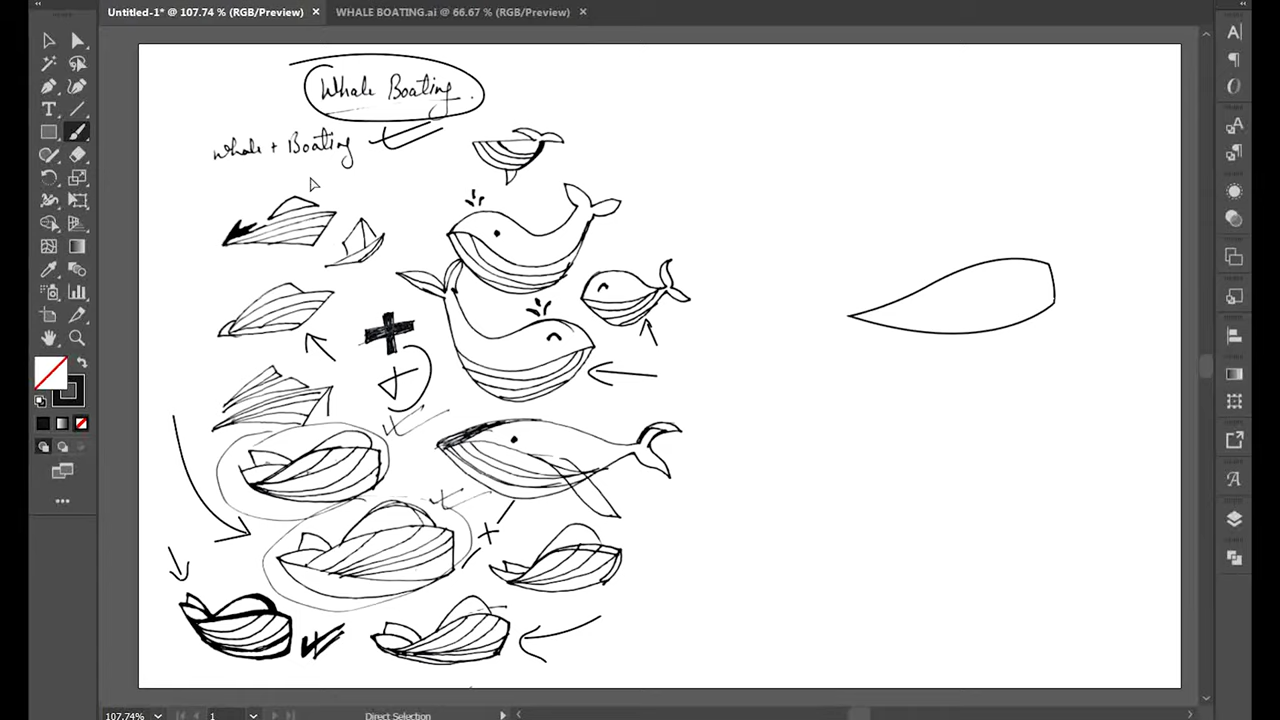 Untitled-1* @ 107.74 % (RGB/Preview) × WHALE BOATING.ai @ 66.67 % (RGB/Preview) ×
Whale Boating.
whale + Boating
107.74% 1 Direct Selection